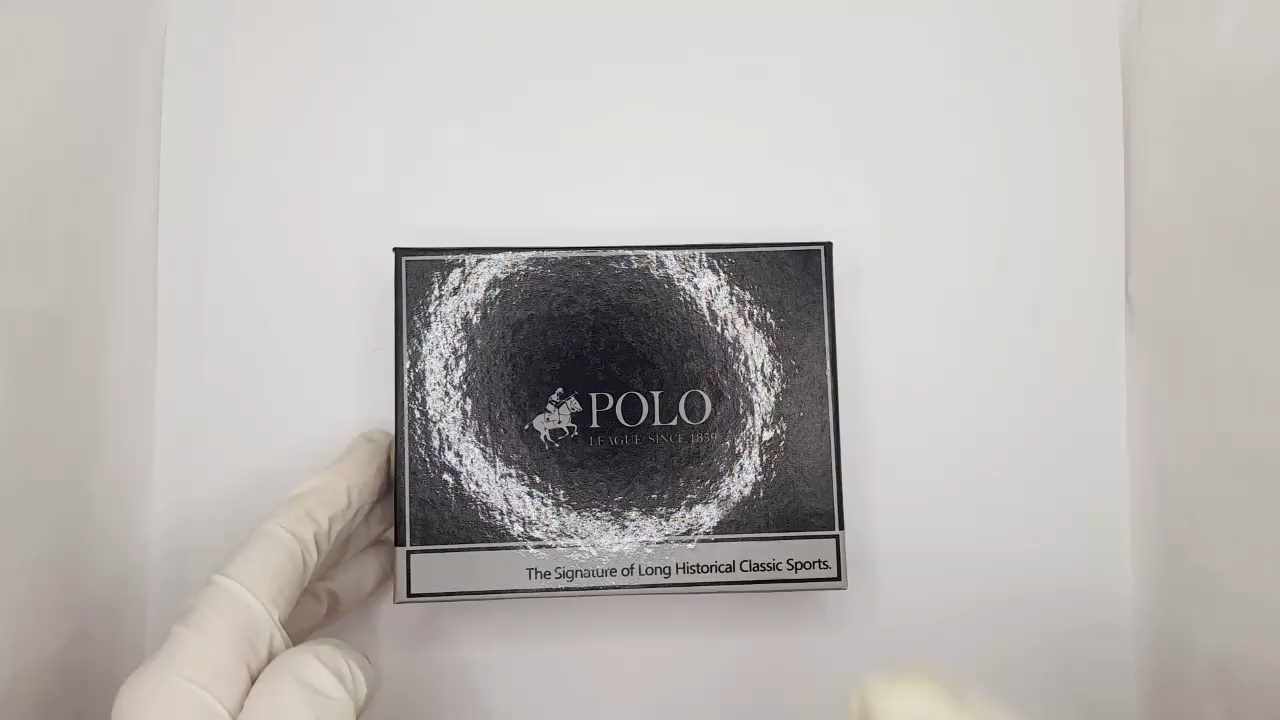 POLO
LEAGUE SINCE 1859
The Signature of Long Historical Classic Sports.